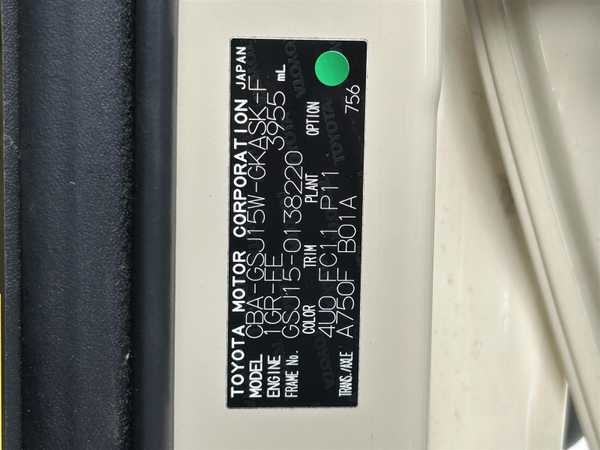 TOYOTA MOTOR CORPORATION JAPAN
MODEL CBA-GSJ15W-GKASK-F
ENGINE 1GR-FE 3955 mL
FRAME No. GSJ15-0138220
COLOR TRIM PLANT OPTION
4U0 FC11 P11
TRANS./AXLE A750F B01A 756